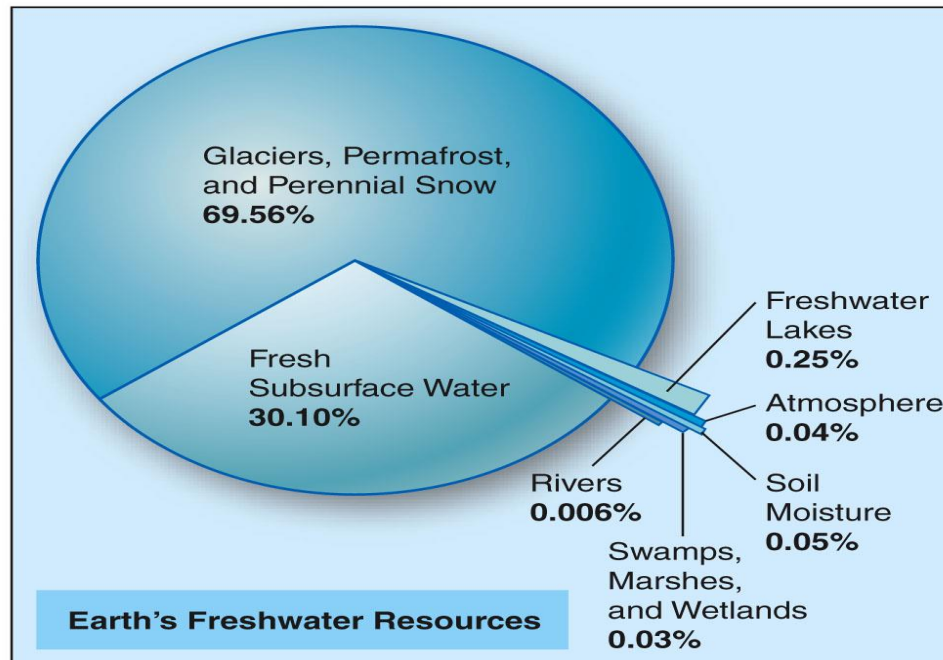 Glaciers, Permafrost,
and Perennial Snow
69.56%
Fresh
Subsurface Water
30.10%
Freshwater
Lakes
0.25%
Atmosphere
0.04%
Soil
Moisture
0.05%
Rivers
0.006%
Swamps,
Marshes,
and Wetlands
0.03%
Earth's Freshwater Resources